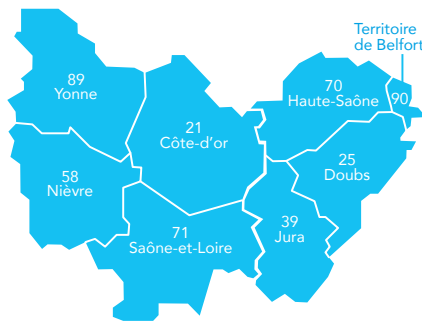 Territoire
de Belfort
89
Yonne
70
Haute-Saône
90
21
Côte-d'or
25
Doubs
58
Nièvre
39
Jura
71
Saône-et-Loire